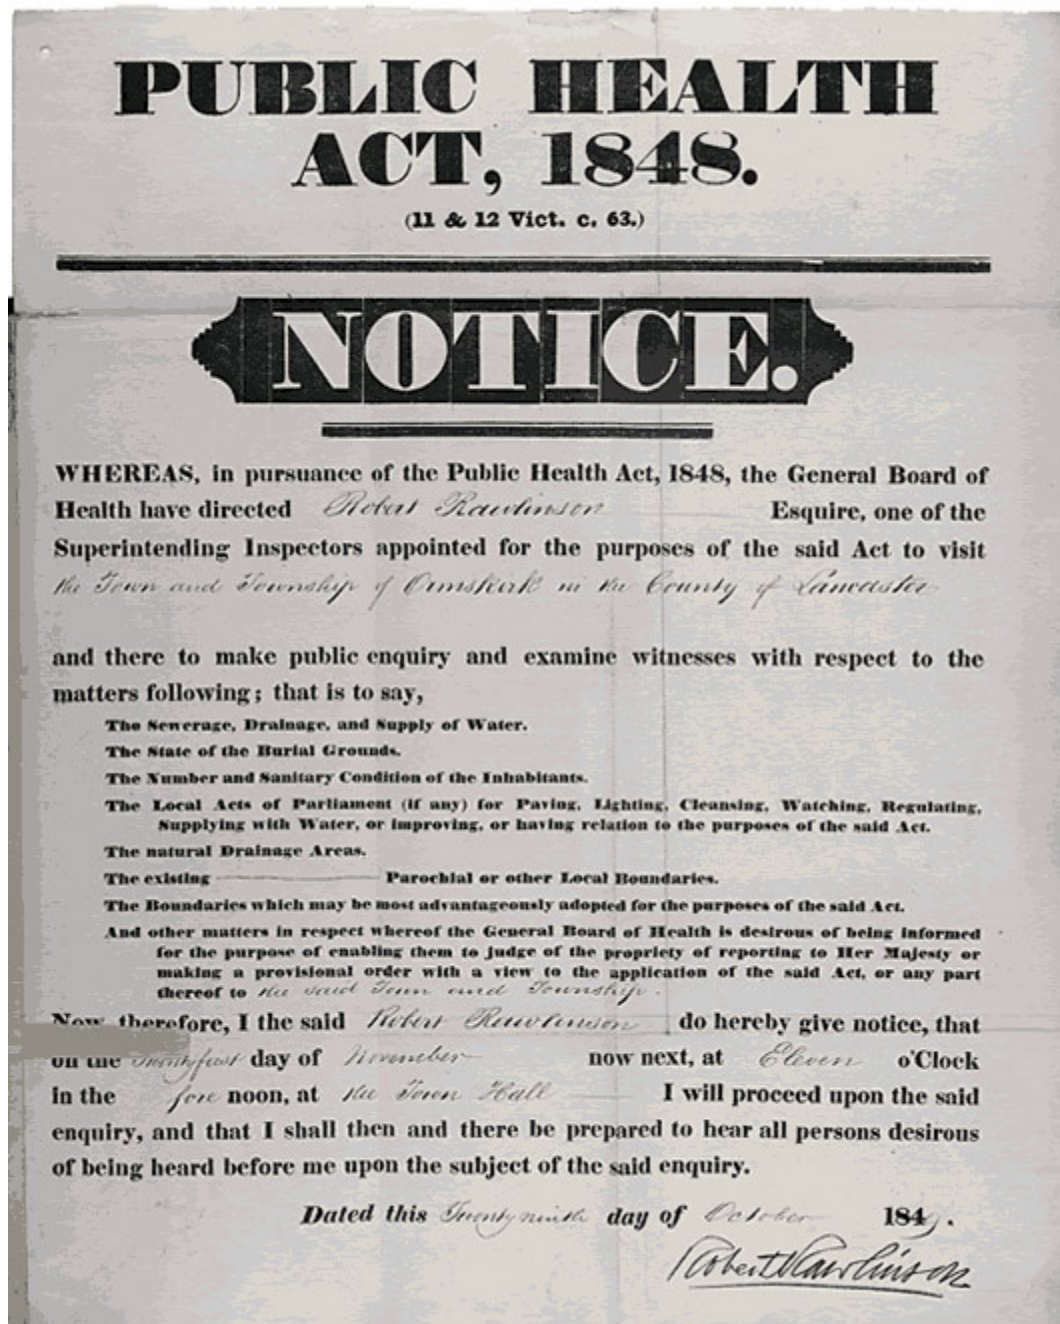 PUBLIC HEALTH
ACT, 1848.
(11 & 12 Vict. c. 63.)
NOTICE.
WHEREAS, in pursuance of the Public Health Act, 1848, the General Board of
Health have directed Robert Rawlinson Esquire, one of the
Superintending Inspectors appointed for the purposes of the said Act to visit
the Town and Township of Ormskirk in the County of Lancaster
and there to make public enquiry and examine witnesses with respect to the
matters following; that is to say,
The Sewerage, Drainage, and Supply of Water.
The State of the Burial Grounds.
The Number and Sanitary Condition of the Inhabitants.
The Local Acts of Parliament (if any) for Paving, Lighting, Cleansing, Watching, Regulating,
Supplying with Water, or improving, or having relation to the purposes of the said Act.
The natural Drainage Areas.
The existing Parochial or other Local Boundaries.
The Boundaries which may be most advantageously adopted for the purposes of the said Act.
And other matters in respect whereof the General Board of Health is desirous of being informed
for the purpose of enabling them to judge of the propriety of reporting to Her Majesty or
making a provisional order with a view to the application of the said Act, or any part
thereof to the said Town and Township.
Now, therefore, I the said Robert Rawlinson do hereby give notice, that
on the Twentyfirst day of November now next, at Eleven o'Clock
in the fore noon, at the Town Hall I will proceed upon the said
enquiry, and that I shall then and there be prepared to hear all persons desirous
of being heard before me upon the subject of the said enquiry.
Dated this Twenty ninth day of October 1849.
Robert Rawlinson